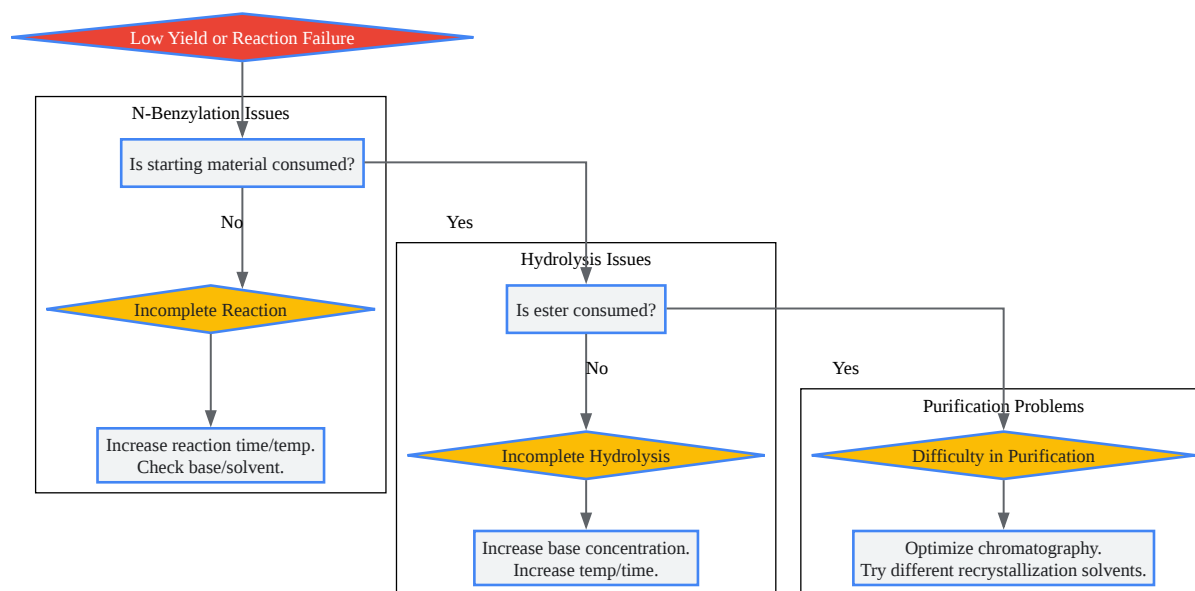 Low Yield or Reaction Failure
N-Benzylation Issues
Is starting material consumed?
No
Yes
Incomplete Reaction
Increase reaction time/temp.
Check base/solvent.
Hydrolysis Issues
Is ester consumed?
No
Yes
Incomplete Hydrolysis
Increase base concentration.
Increase temp/time.
Purification Problems
Difficulty in Purification
Optimize chromatography.
Try different recrystallization solvents.